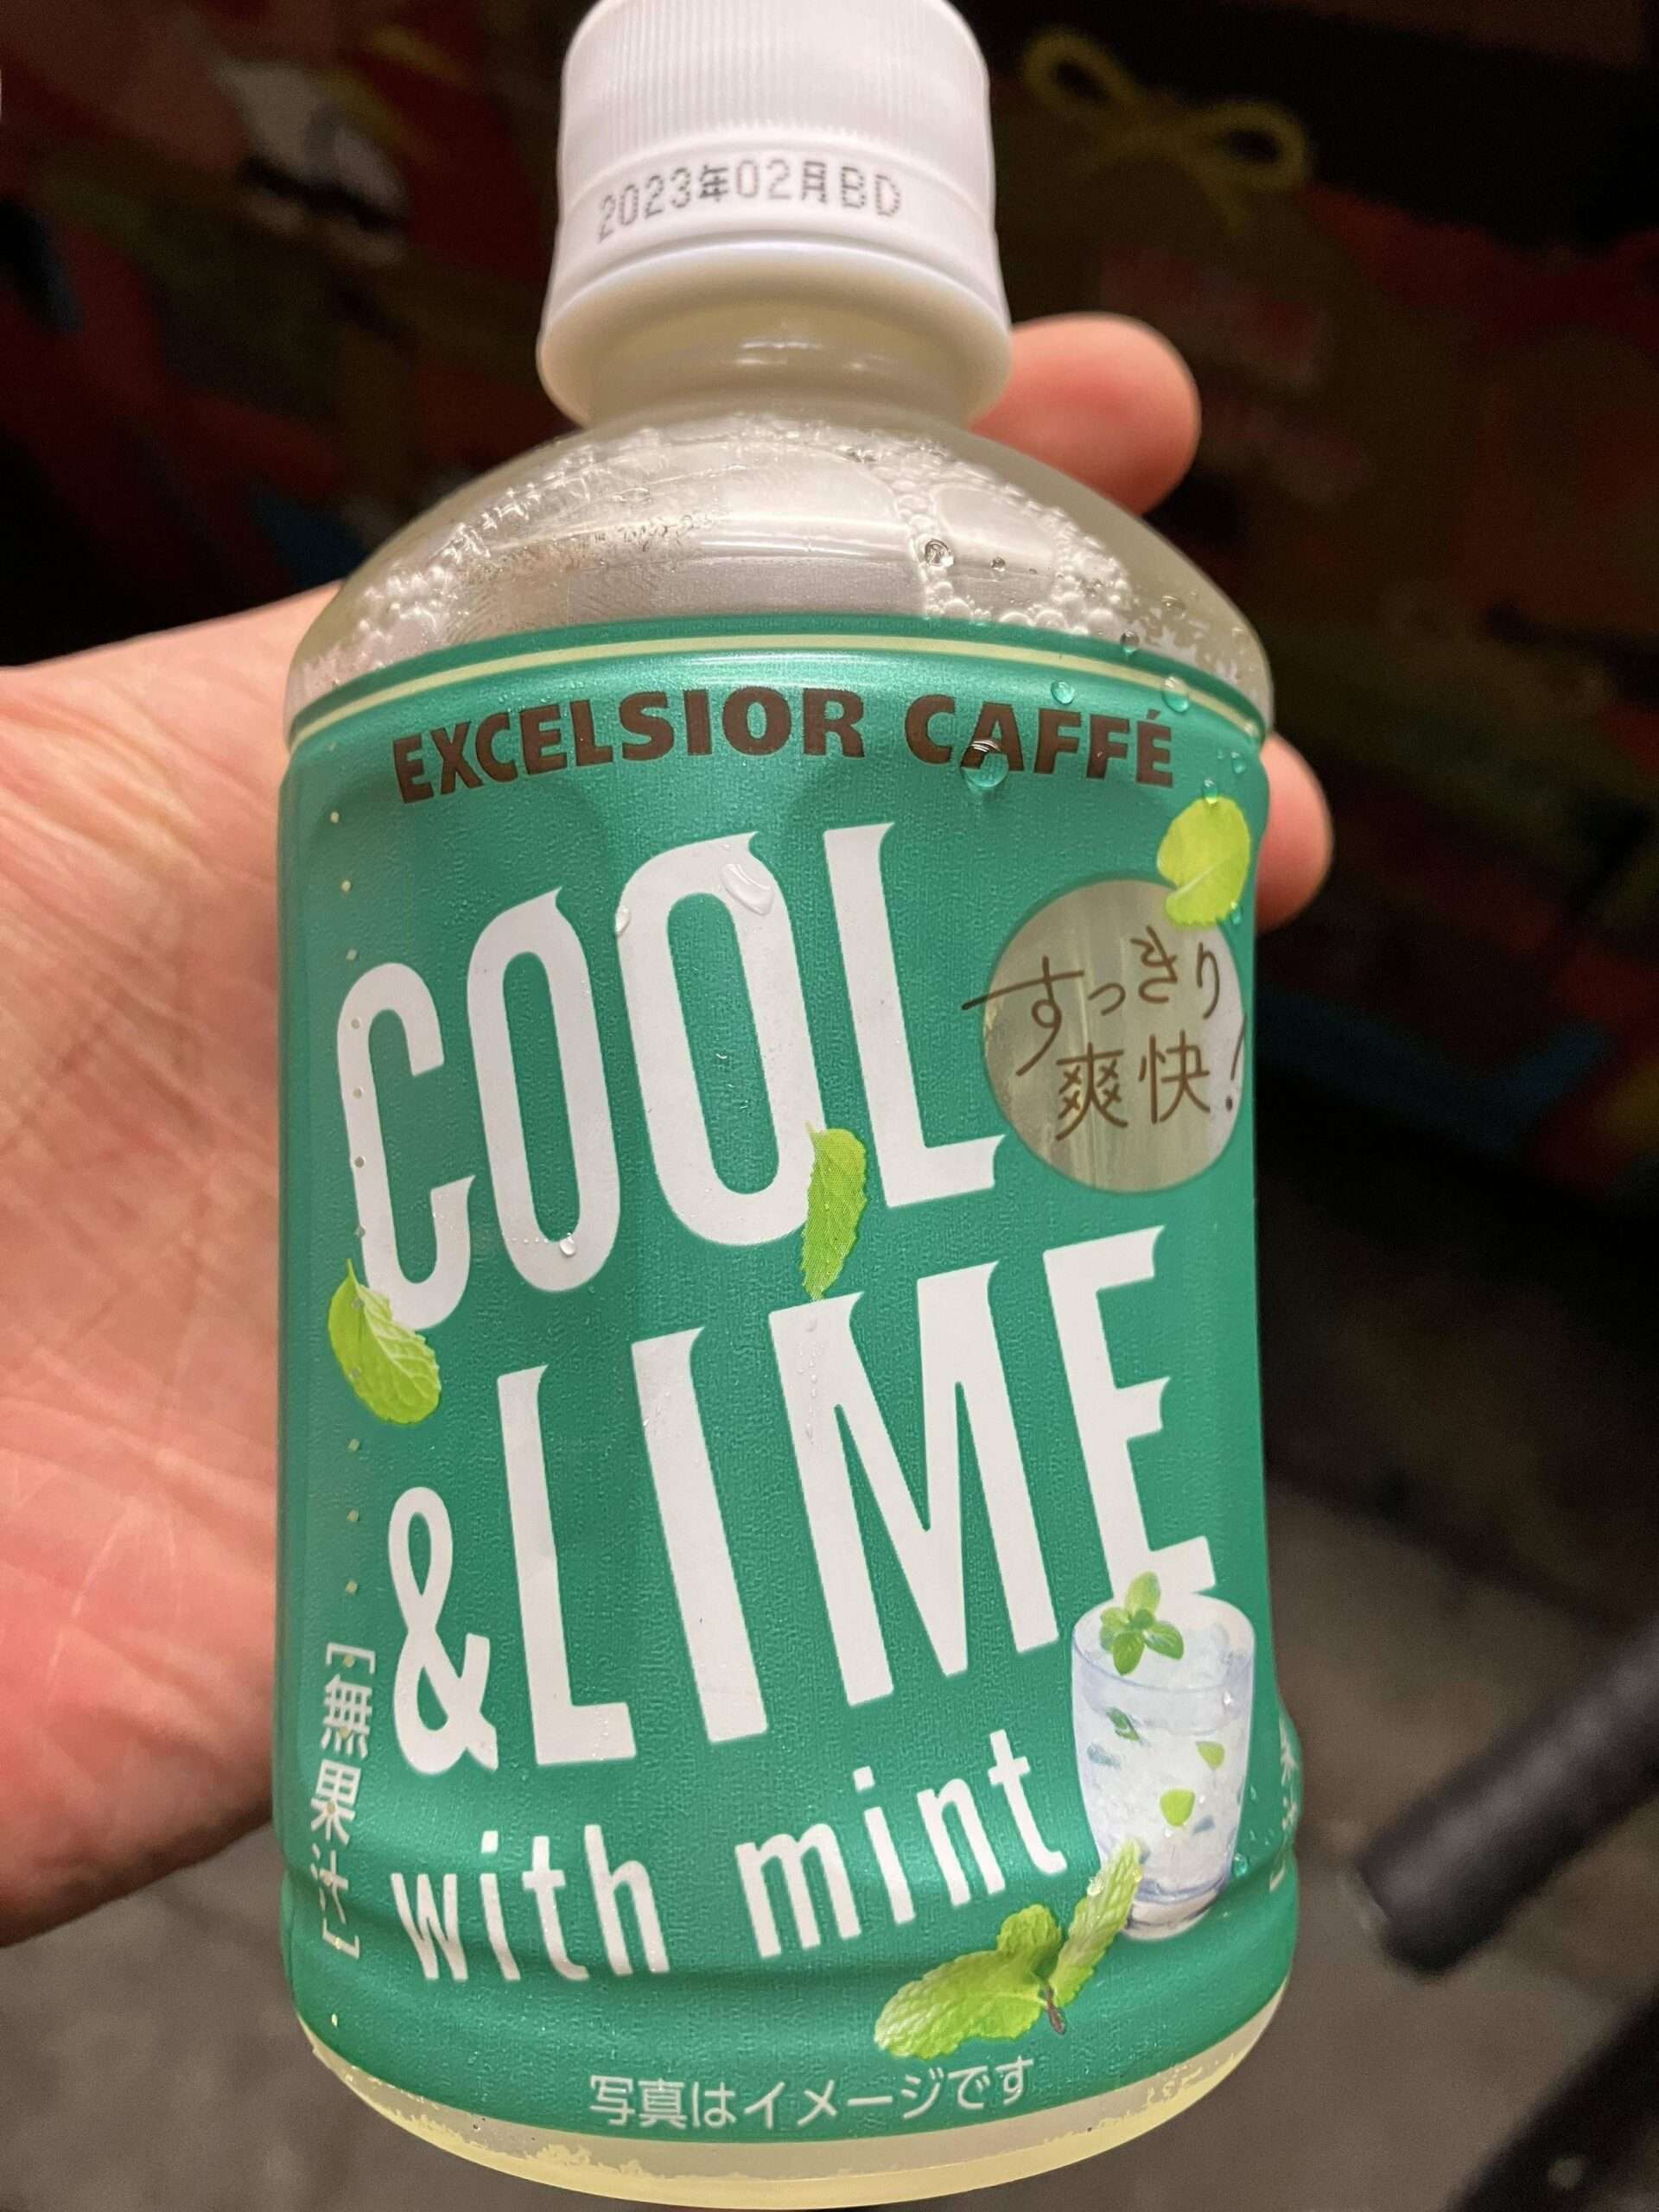 2023年02月BD
EXCELSIOR CAFFÉ
COOL
すっきり
爽快!
&LIME
with mint
[無果汁]
写真はイメージです